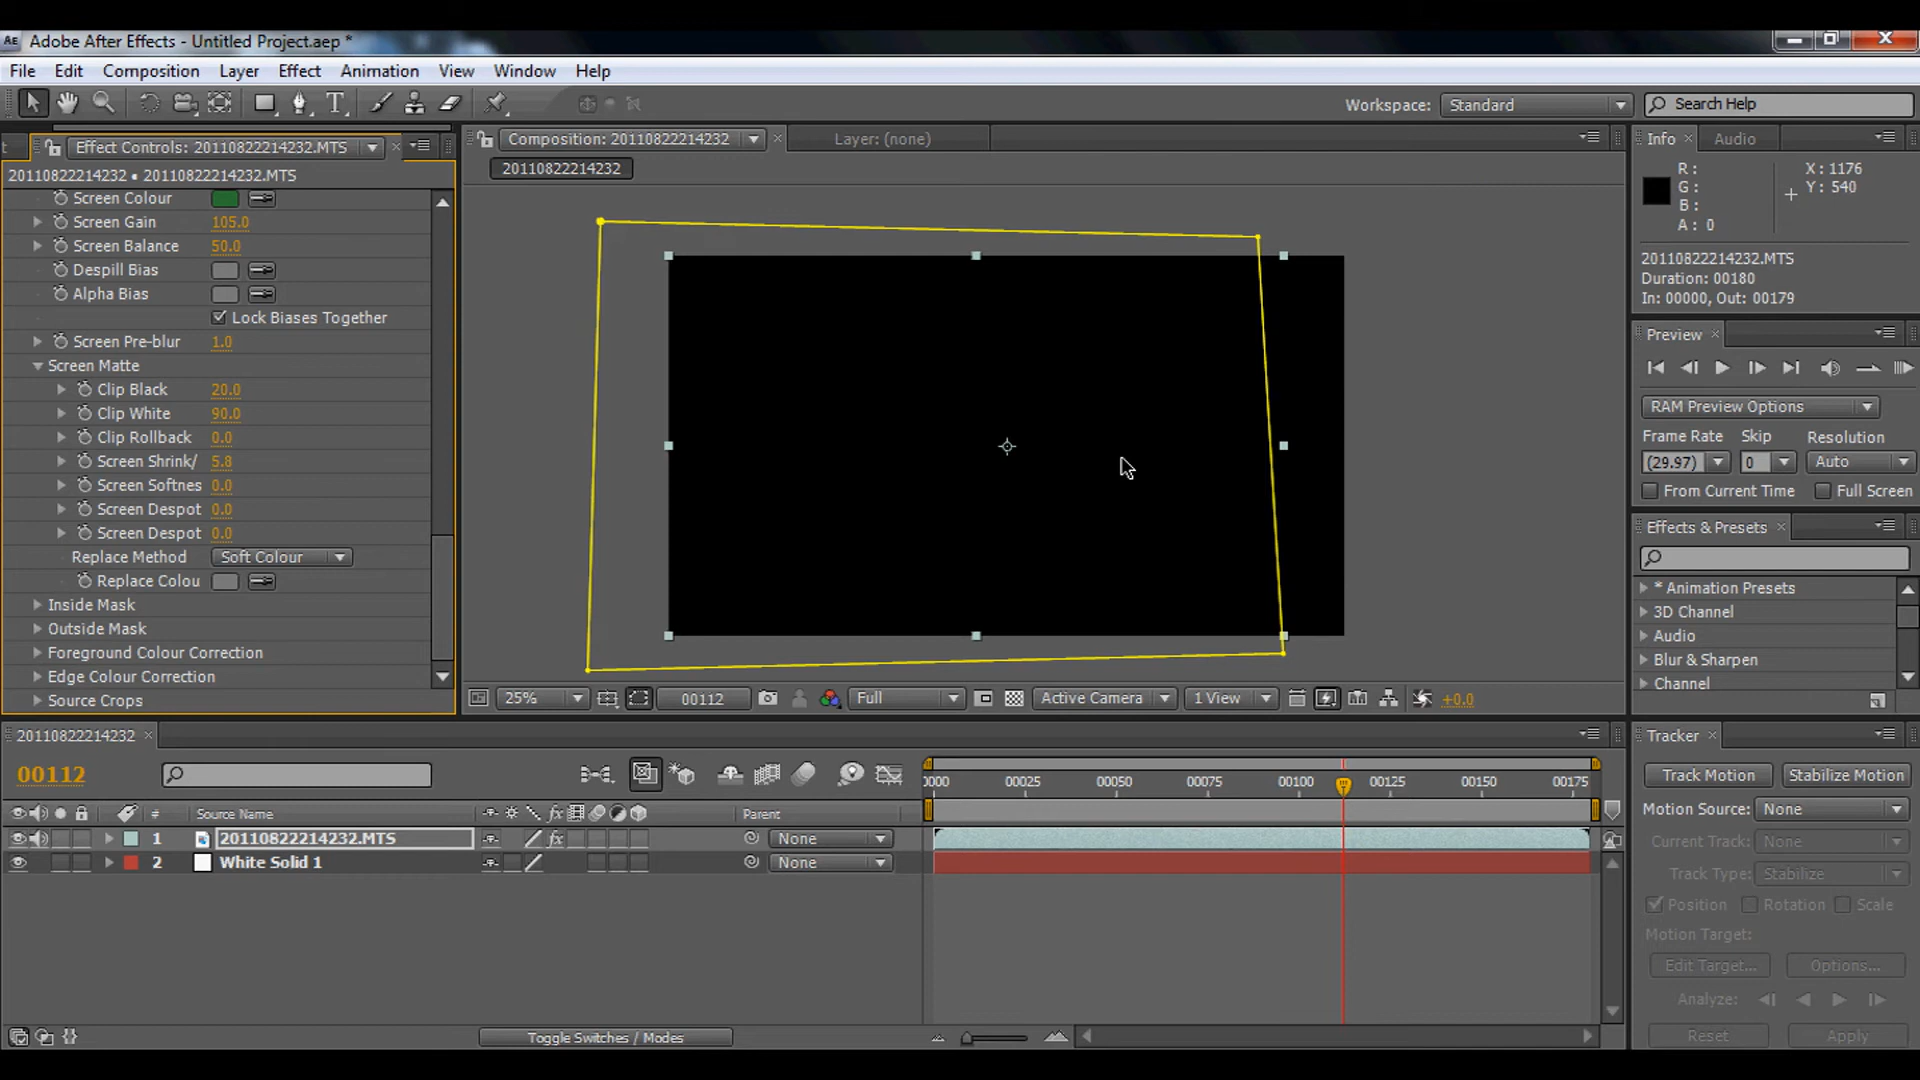 AE Adobe After Effects - Untitled Project.aep *
File Edit Composition Layer Effect Animation View Window Help
T Workspace: Standard Search Help
Effect Controls: 20110822214232.MTS
20110822214232 • 20110822214232.MTS
Screen Colour
Screen Gain 105.0
Screen Balance 50.0
Despill Bias
Alpha Bias
Lock Biases Together
Screen Pre-blur 1.0
Screen Matte
Clip Black 20.0
Clip White 90.0
Clip Rollback 0.0
Screen Shrink/ 5.8
Screen Softnes 0.0
Screen Despot 0.0
Screen Despot 0.0
Replace Method Soft Colour
Replace Colou
Inside Mask
Outside Mask
Foreground Colour Correction
Edge Colour Correction
Source Crops
Composition: 20110822214232 Layer: (none)
20110822214232
25% 00112 Full Active Camera 1 View +0.0
Info Audio
R: X: 1176
G: Y: 540
B:
A: 0
20110822214232.MTS
Duration: 00180
In: 00000, Out: 00179
Preview
RAM Preview Options
Frame Rate Skip Resolution
(29.97) 0 Auto
From Current Time Full Screen
Effects & Presets
* Animation Presets
3D Channel
Audio
Blur & Sharpen
Channel
20110822214232
00112
0000 00025 00050 00075 00100 00125 00150 00175
# Source Name fx Parent
1 20110822214232.MTS fx None
2 White Solid 1 None
Toggle Switches / Modes
Tracker
Track Motion Stabilize Motion
Motion Source: None
Current Track: None
Track Type: Stabilize
Position Rotation Scale
Motion Target:
Edit Target... Options...
Analyze:
Reset Apply